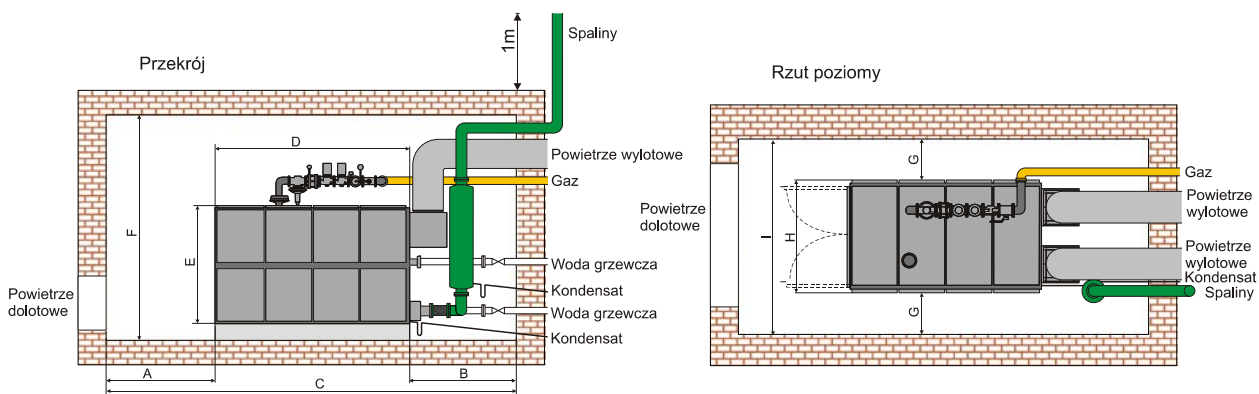 Przekrój
1m
Spaliny
D
Powietrze wylotowe
Gaz
F
E
Woda grzewcza
Kondensat
Powietrze
dolotowe
Woda grzewcza
Kondensat
A
B
C
Rzut poziomy
G
Gaz
Powietrze
wylotowe
Powietrze
dolotowe
I
H
Powietrze
wylotowe
Kondensat
Spaliny
G